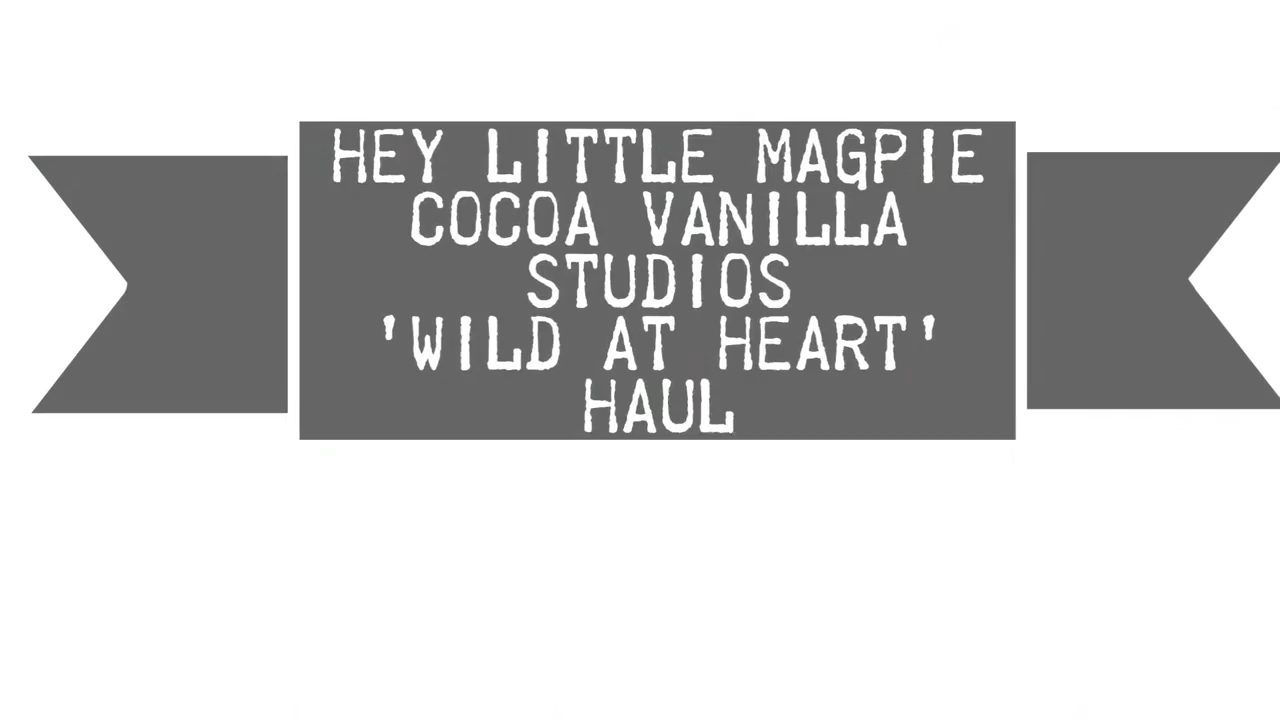 HEY LITTLE MAGPIE
COCOA VANILLA
STUDIOS
'WILD AT HEART'
HAUL